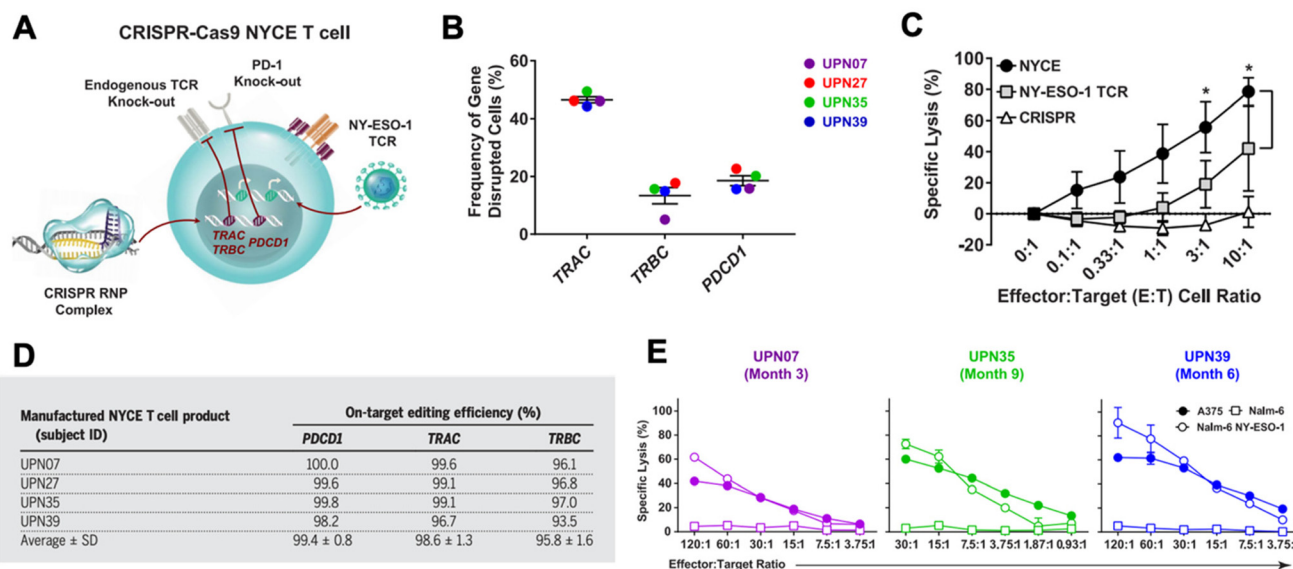 A
CRISPR-Cas9 NYCE T cell
Endogenous TCR
Knock-out
PD-1
Knock-out
NY-ESO-1
TCR
TRAC
TRBC
PDCD1
CRISPR RNP
Complex
B
Frequency of Gene
Disrupted Cells (%)
60
40
20
0
TRAC
TRBC
PDCD1
UPN07
UPN27
UPN35
UPN39
C
Specific Lysis (%)
100
80
60
40
20
0
-20
NYCE
NY-ESO-1 TCR
CRISPR
*
*
0:1
0.1:1
0.33:1
1:1
3:1
10:1
Effector:Target (E:T) Cell Ratio
D
Manufactured NYCE T cell product
(subject ID)
On-target editing efficiency (%)
PDCD1 TRAC TRBC
UPN07 100.0 99.6 96.1
UPN27 99.6 99.1 96.8
UPN35 99.8 99.1 97.0
UPN39 98.2 96.7 93.5
Average ± SD 99.4 ± 0.8 98.6 ± 1.3 95.8 ± 1.6
E
UPN07
(Month 3)
UPN35
(Month 9)
UPN39
(Month 6)
Specific Lysis (%)
100
80
60
40
20
0
A375 Nalm-6
Nalm-6 NY-ESO-1
120:1 60:1 30:1 15:1 7.5:1 3.75:1
30:1 15:1 7.5:1 3.75:1 1.87:1 0.93:1
120:1 60:1 30:1 15:1 7.5:1 3.75:
Effector:Target Ratio